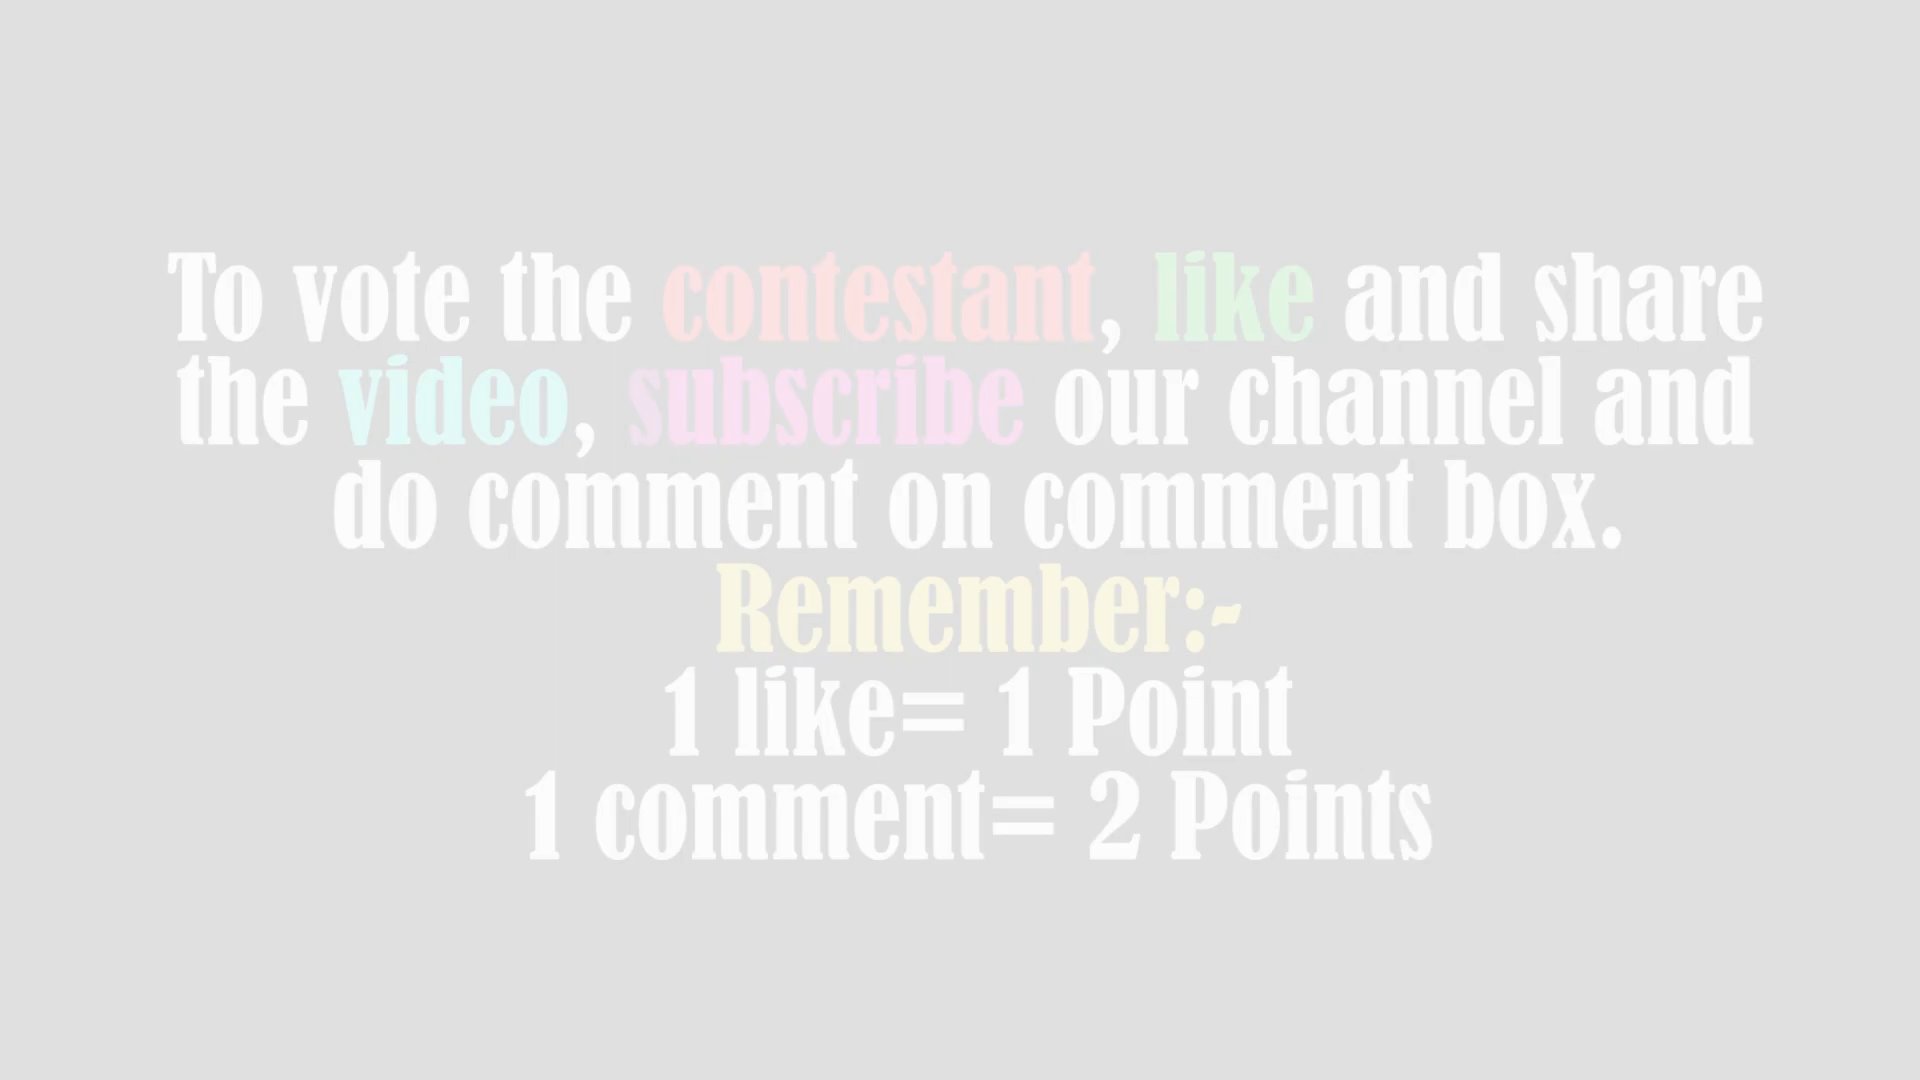 To vote the contestant, like and share
the video, subscribe our channel and
do comment on comment box.
Remember:-
1 like= 1 Point
1 comment= 2 Points